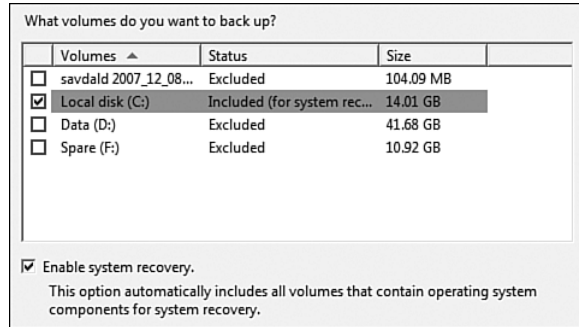 What volumes do you want to back up?
Volumes Status Size
savdald 2007_12_08... Excluded 104.09 MB
Local disk (C:) Included (for system rec... 14.01 GB
Data (D:) Excluded 41.68 GB
Spare (F:) Excluded 10.92 GB
Enable system recovery.
This option automatically includes all volumes that contain operating system
components for system recovery.